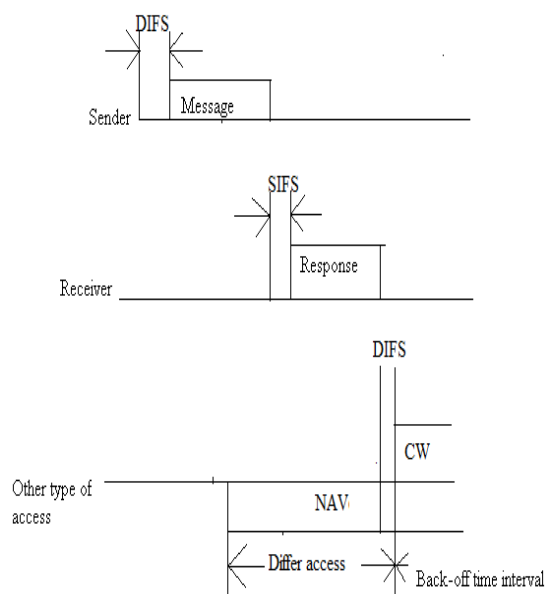 DIFS
Message
Sender
SIFS
Response
Receiver
DIFS
CW
Other type of
access
NAV
Differ access
Back-off time interval